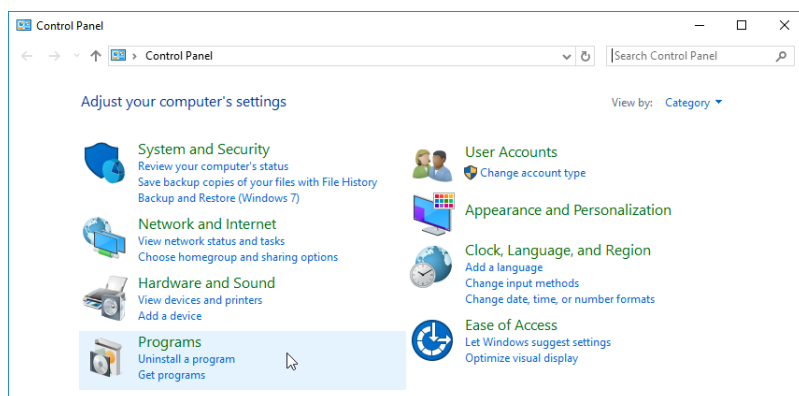 Control Panel
Control Panel
Search Control Panel
Adjust your computer's settings
View by: Category
System and Security
Review your computer's status
Save backup copies of your files with File History
Backup and Restore (Windows 7)
Network and Internet
View network status and tasks
Choose homegroup and sharing options
Hardware and Sound
View devices and printers
Add a device
Programs
Uninstall a program
Get programs
User Accounts
Change account type
Appearance and Personalization
Clock, Language, and Region
Add a language
Change input methods
Change date, time, or number formats
Ease of Access
Let Windows suggest settings
Optimize visual display